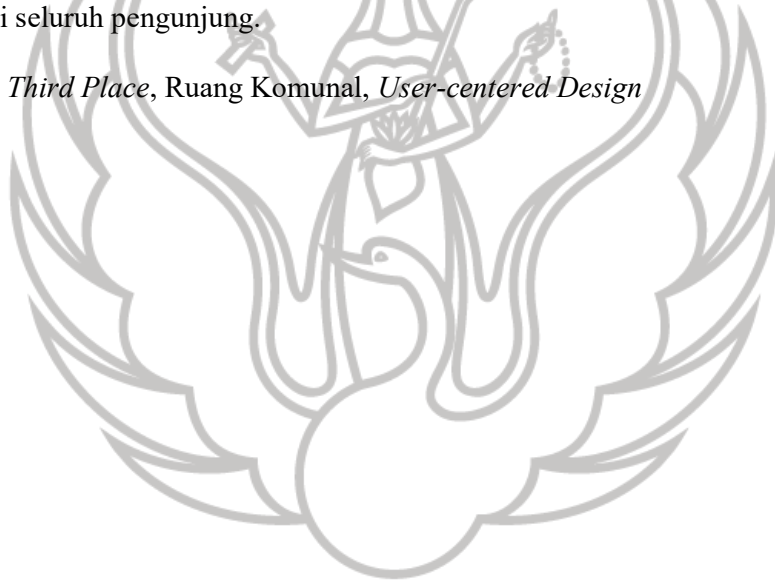 i seluruh pengunjung.
Third Place, Ruang Komunal, User-centered Design